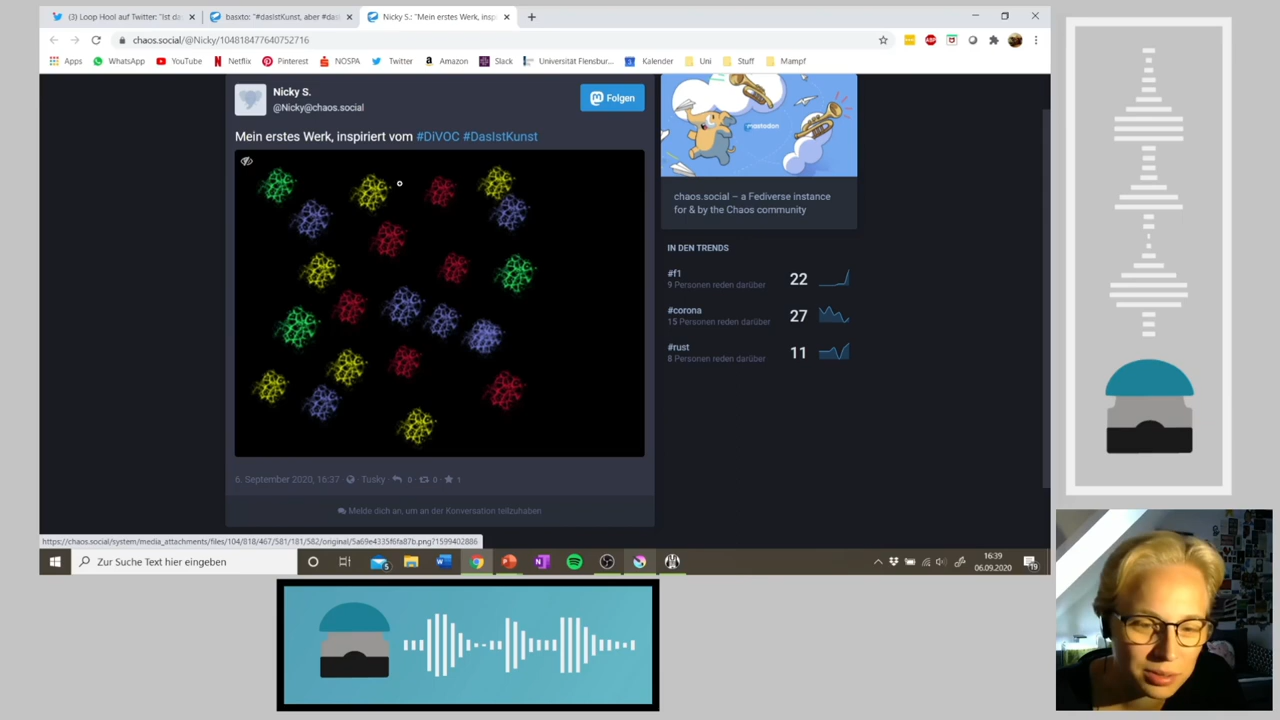 Loop Hool auf Twitter: "Ist da
basxto: "#dasIstKunst, aber #das
Nicky S.: "Mein erstes Werk, insp
chaos.social/@Nicky/104818477640752716
ABP
Apps WhatsApp YouTube Netflix Pinterest NOSPA Twitter Amazon Slack Universität Flensbur... Kalender Uni Stuff Mampf
Nicky S.
@Nicky@chaos.social
Folgen
Mein erstes Werk, inspiriert vom #DiVOC #DasIstKunst
6. September 2020, 16:37 Tusky 0 0 1
Melde dich an, um an der Konversation teilzuhaben
mastodon
chaos.social – a Fediverse instance
for & by the Chaos community
IN DEN TRENDS
#f1
9 Personen reden darüber
22
#corona
15 Personen reden darüber
27
#rust
8 Personen reden darüber
11
https://chaos.social/system/media_attachments/files/104/818/467/581/181/582/original/5a69e4335f6fa87b.png?1599402886
Zur Suche Text hier eingeben
5
16:39
06.09.2020
19